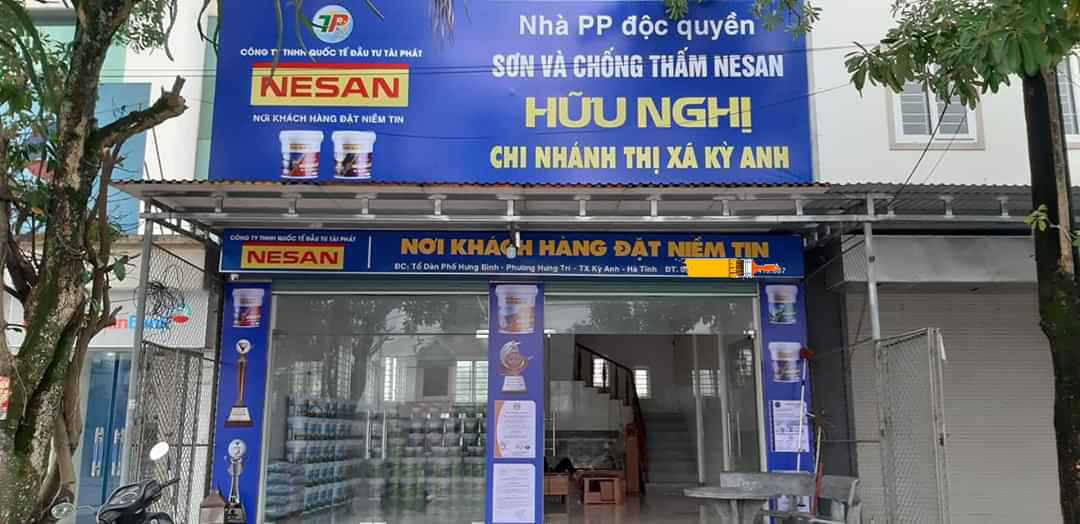 CÔNG TY TNHH QUỐC TẾ ĐẦU TƯ TÀI PHÁT
NESAN
NƠI KHÁCH HÀNG ĐẶT NIỀM TIN
Nhà PP độc quyền
SƠN VÀ CHỐNG THẤM NESAN
HỮU NGHỊ
CHI NHÁNH THỊ XÁ KỲ ANH
CÔNG TY TNHH QUỐC TẾ ĐẦU TƯ TÀI PHÁT
NESAN
NƠI KHÁCH HÀNG ĐẶT NIỀM TIN
ĐC: Tổ Dân Phố Hưng Bình - Phường Hưng Trí - TX Kỳ Anh - Hà Tĩnh ĐT.